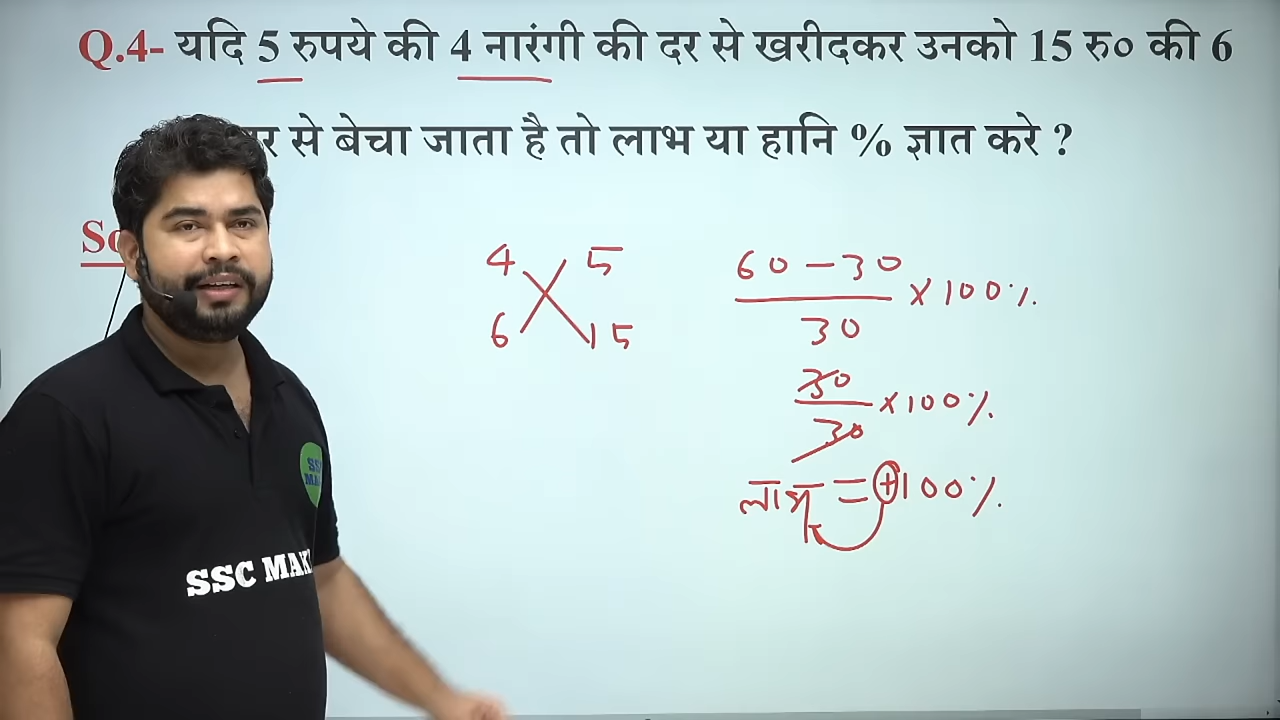 Q.4- यदि 5 रुपये की 4 नारंगी की दर से खरीदकर उनको 15 रु० की 6
से बेचा जाता है तो लाभ या हानि % ज्ञात करे ?
4 5
6 15
60 - 30
30
× 100%
30
30
× 100%
लाभ = +100%
SSC MAK